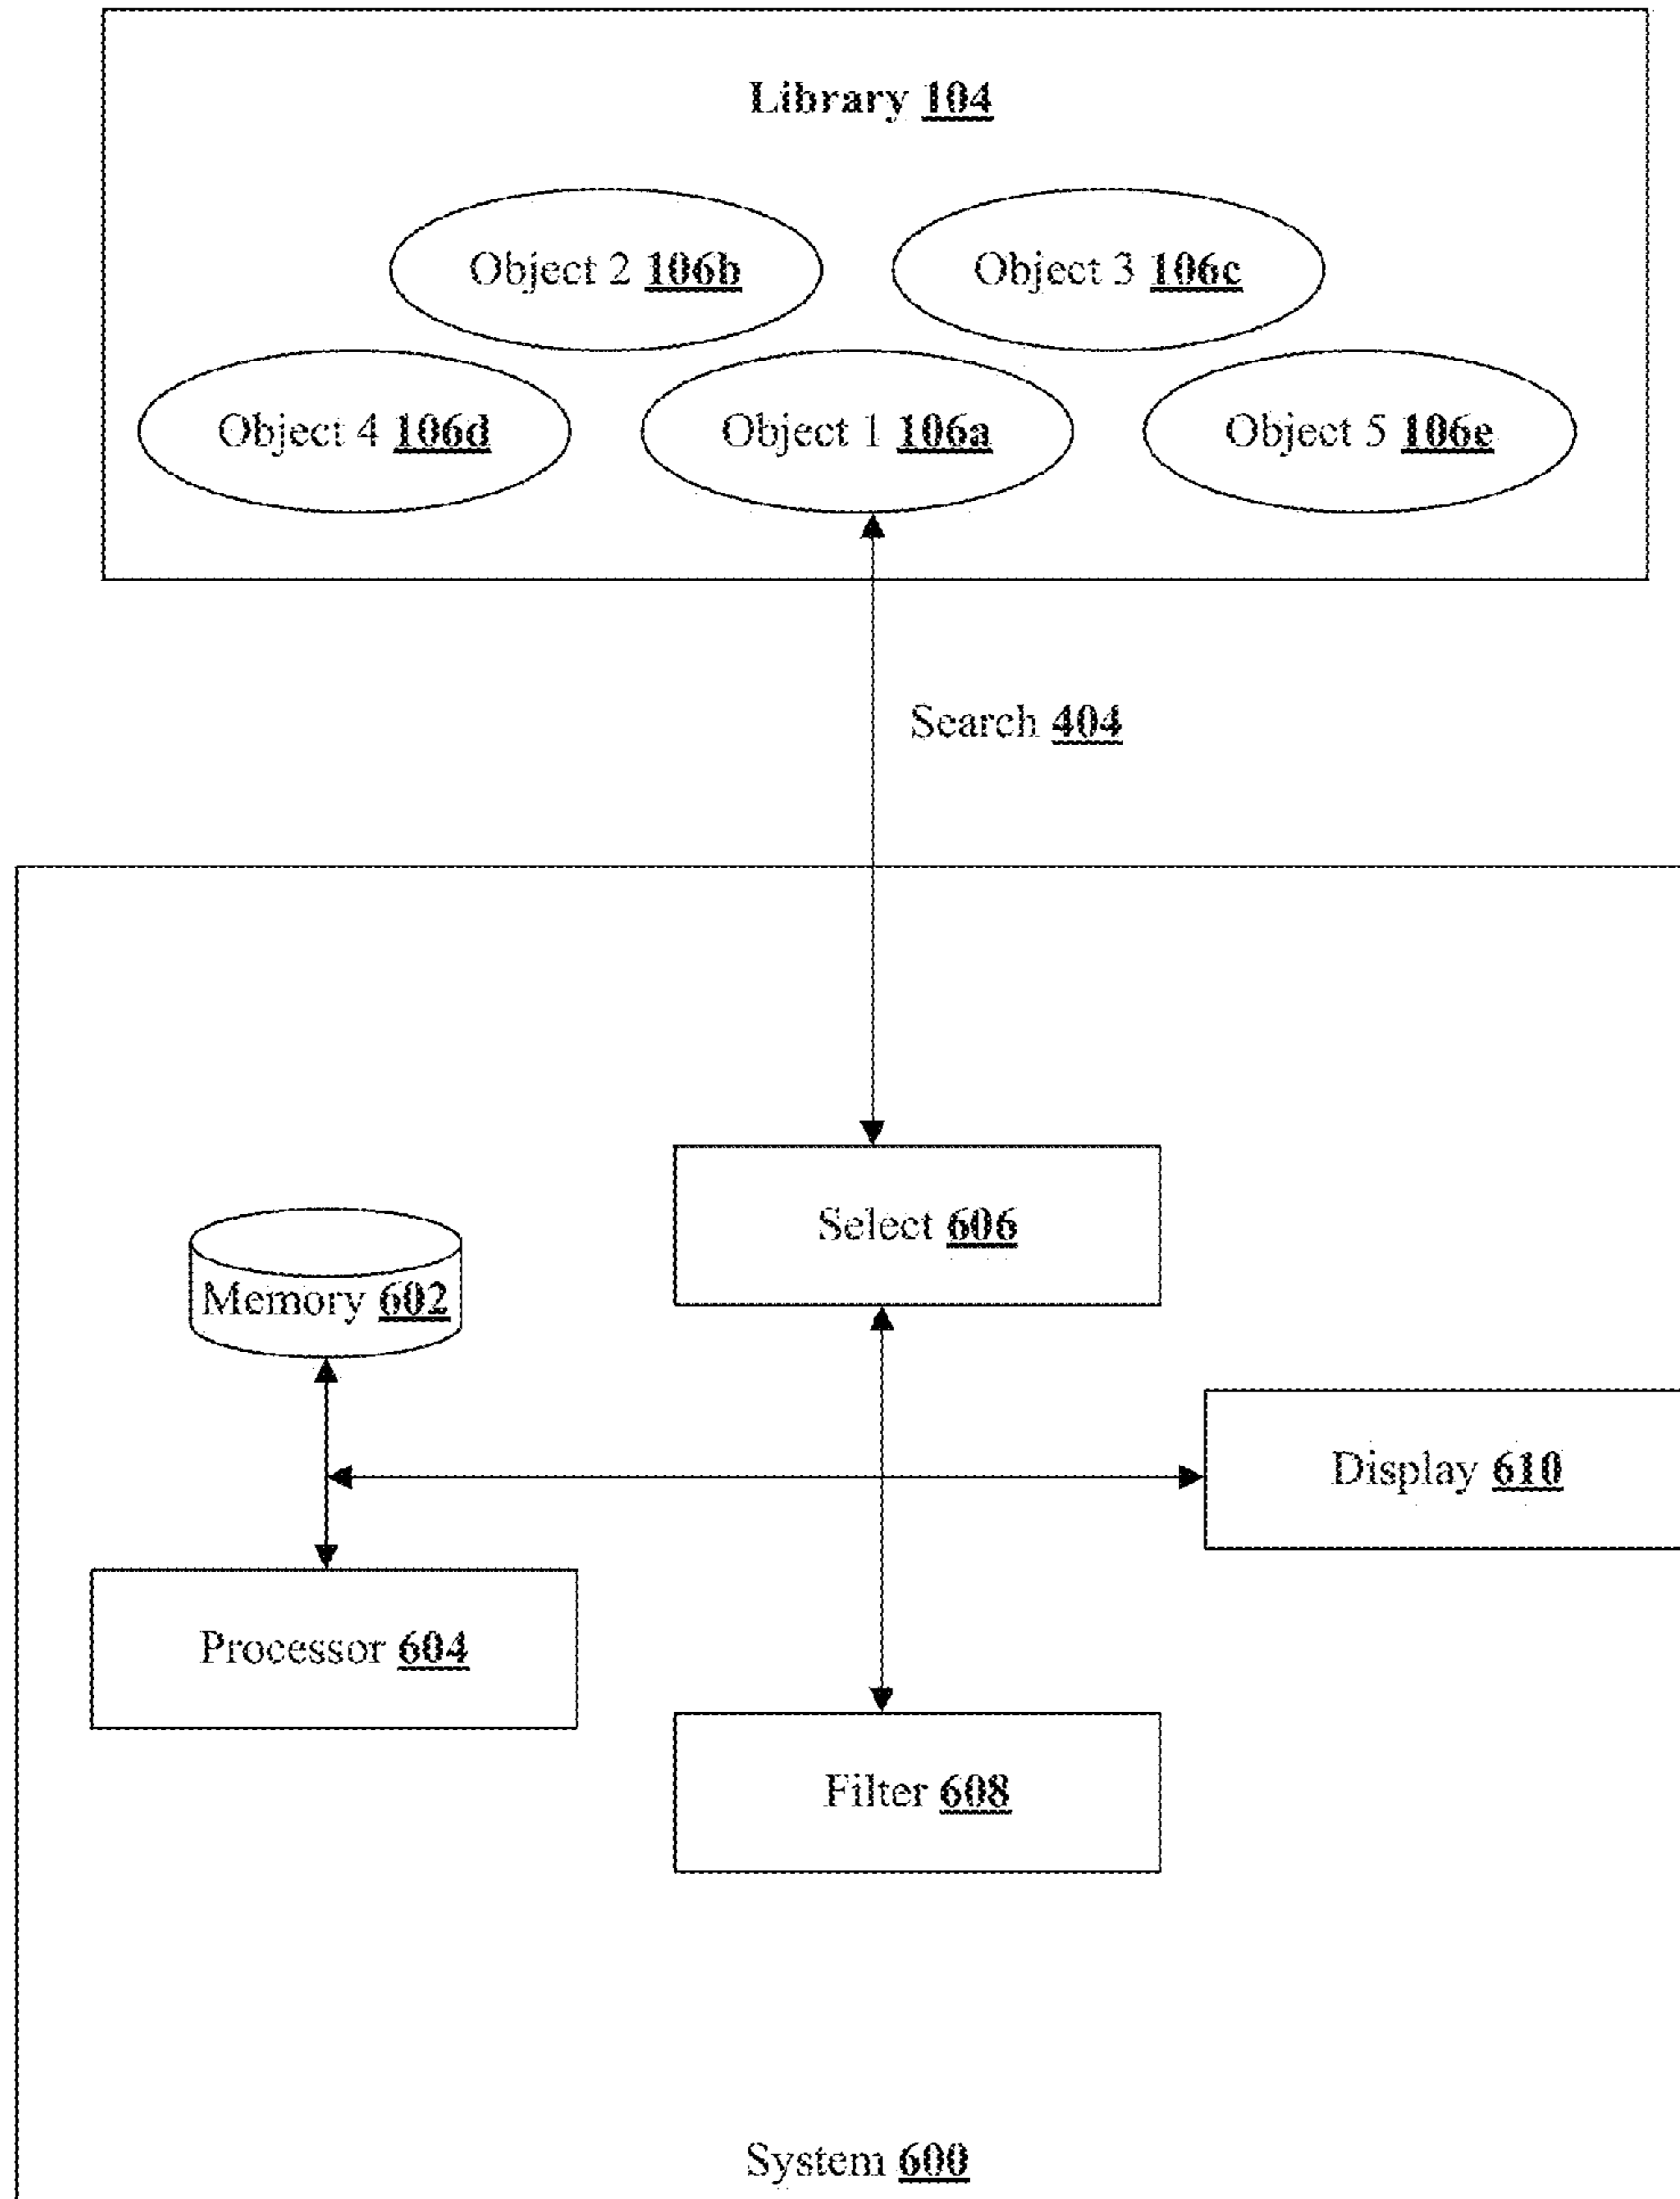 Library 104
Object 2 106b
Object 3 106c
Object 4 106d
Object 1 106a
Object 5 106e
Search 404
Select 606
Memory 602
Display 610
Processor 604
Filter 608
System 600